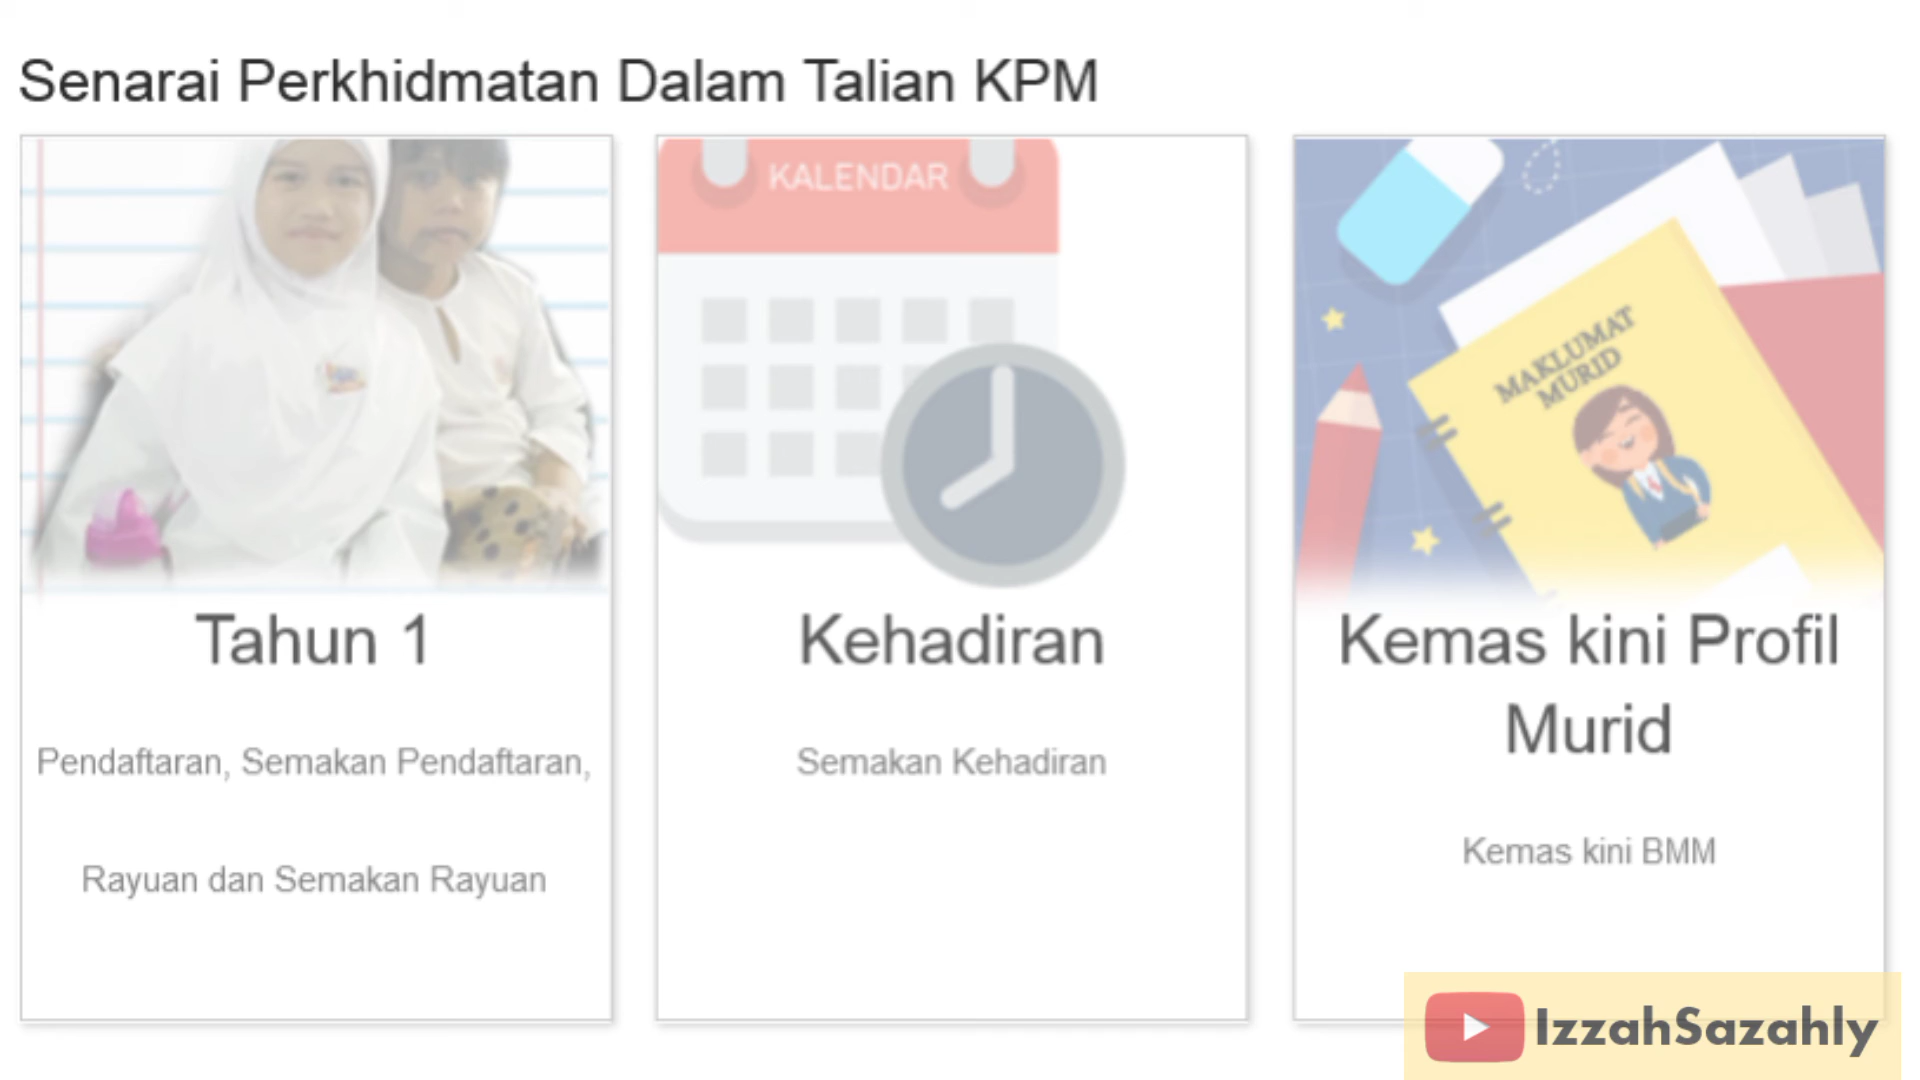 Senarai Perkhidmatan Dalam Talian KPM
KALENDAR
MAKLUMAT
MURID
Tahun 1
Pendaftaran, Semakan Pendaftaran,
Rayuan dan Semakan Rayuan
Kehadiran
Semakan Kehadiran
Kemas kini Profil
Murid
Kemas kini BMM
IzzahSazahly